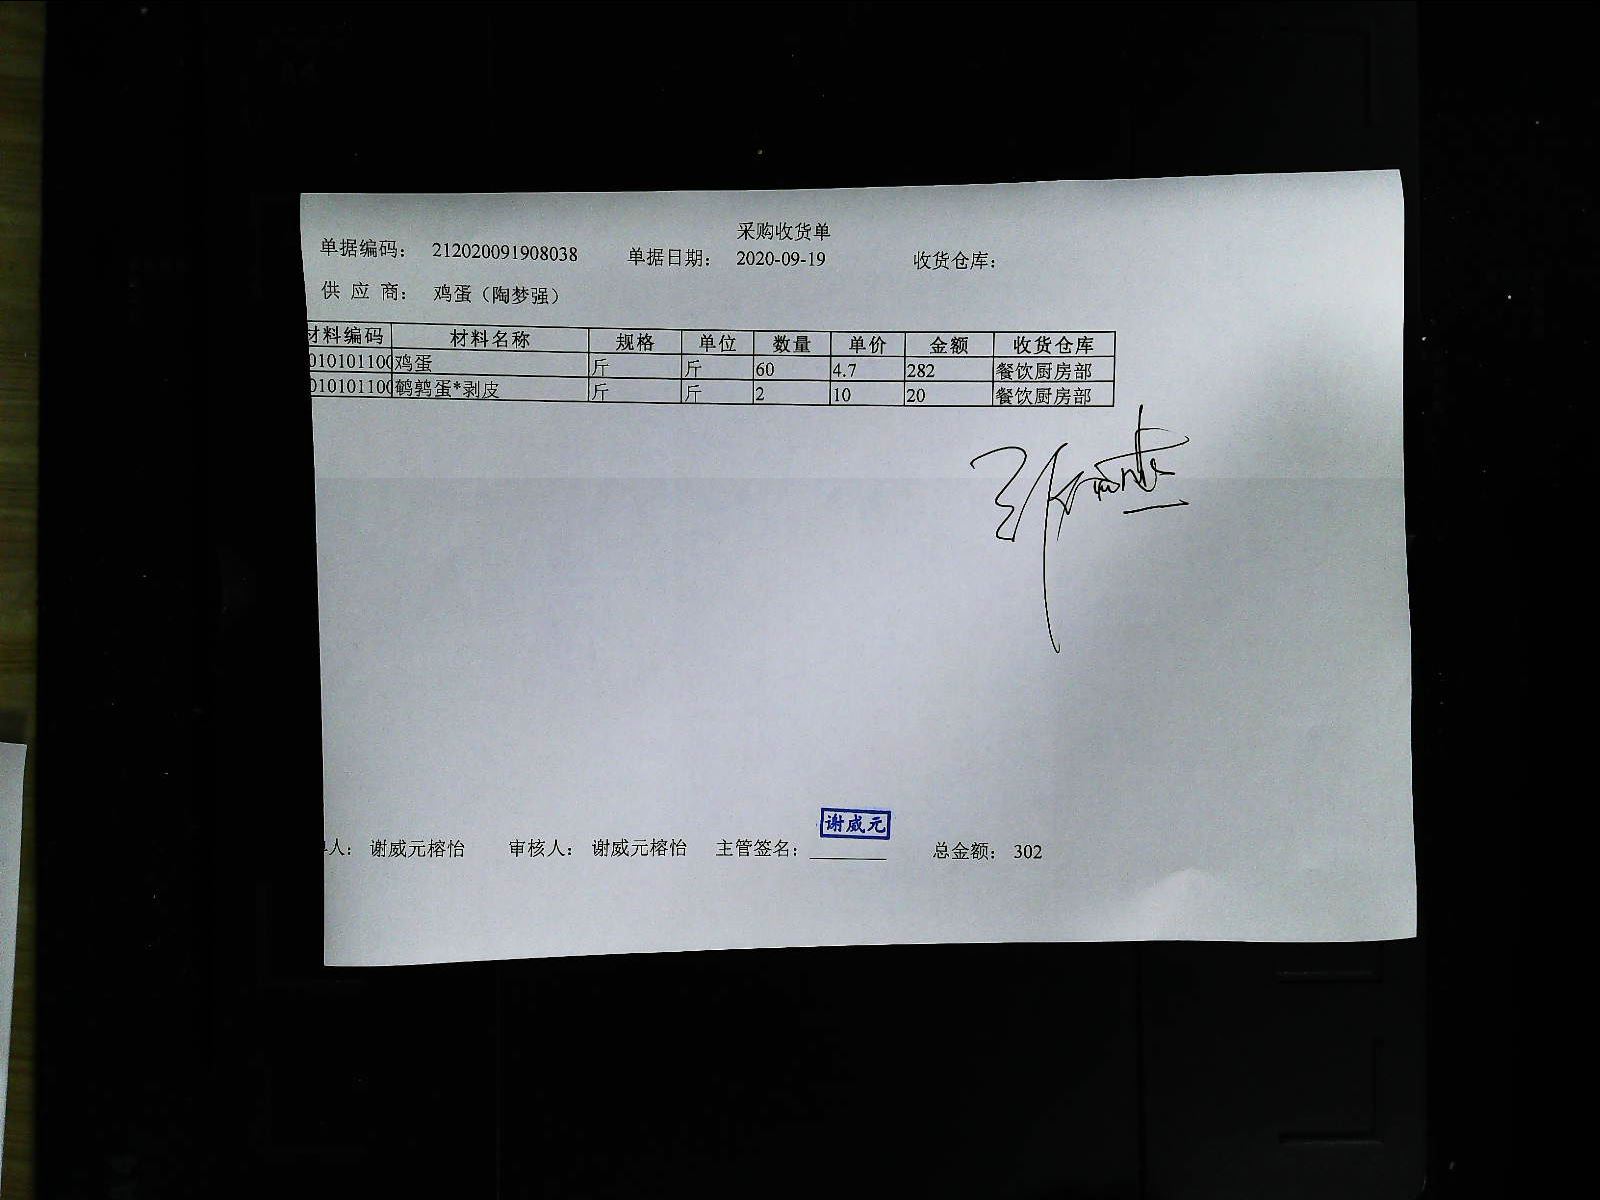 采购收货单
单据编码： 212020091908038 单据日期： 2020-09-19 收货仓库：
供 应 商： 鸡蛋（陶梦强）
材料编码 材料名称 规格 单位 数量 单价 金额 收货仓库
010101100 鸡蛋 斤 斤 60 4.7 282 餐饮厨房部
010101100 鹌鹑蛋*剥皮 斤 斤 2 10 20 餐饮厨房部
谢威元
人： 谢威元榕怡 审核人： 谢威元榕怡 主管签名： 总金额： 302